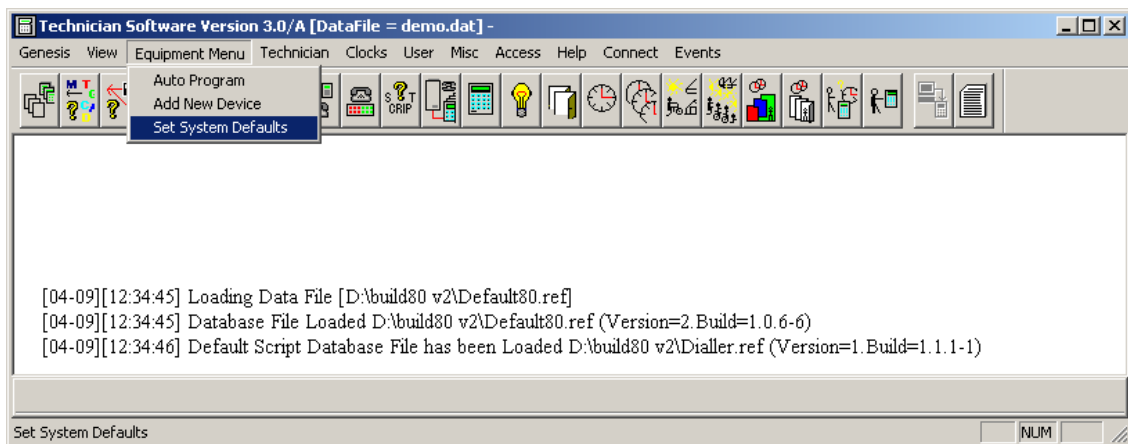 Technician Software Version 3.0/A [DataFile = demo.dat] -
Genesis View Equipment Menu Technician Clocks User Misc Access Help Connect Events
Auto Program
Add New Device
Set System Defaults
M T C A D
S T CRIP
[04-09][12:34:45] Loading Data File [D:\build80 v2\Default80.ref]
[04-09][12:34:45] Database File Loaded D:\build80 v2\Default80.ref (Version=2.Build=1.0.6-6)
[04-09][12:34:46] Default Script Database File has been Loaded D:\build80 v2\Dialler.ref (Version=1.Build=1.1.1-1)
Set System Defaults NUM